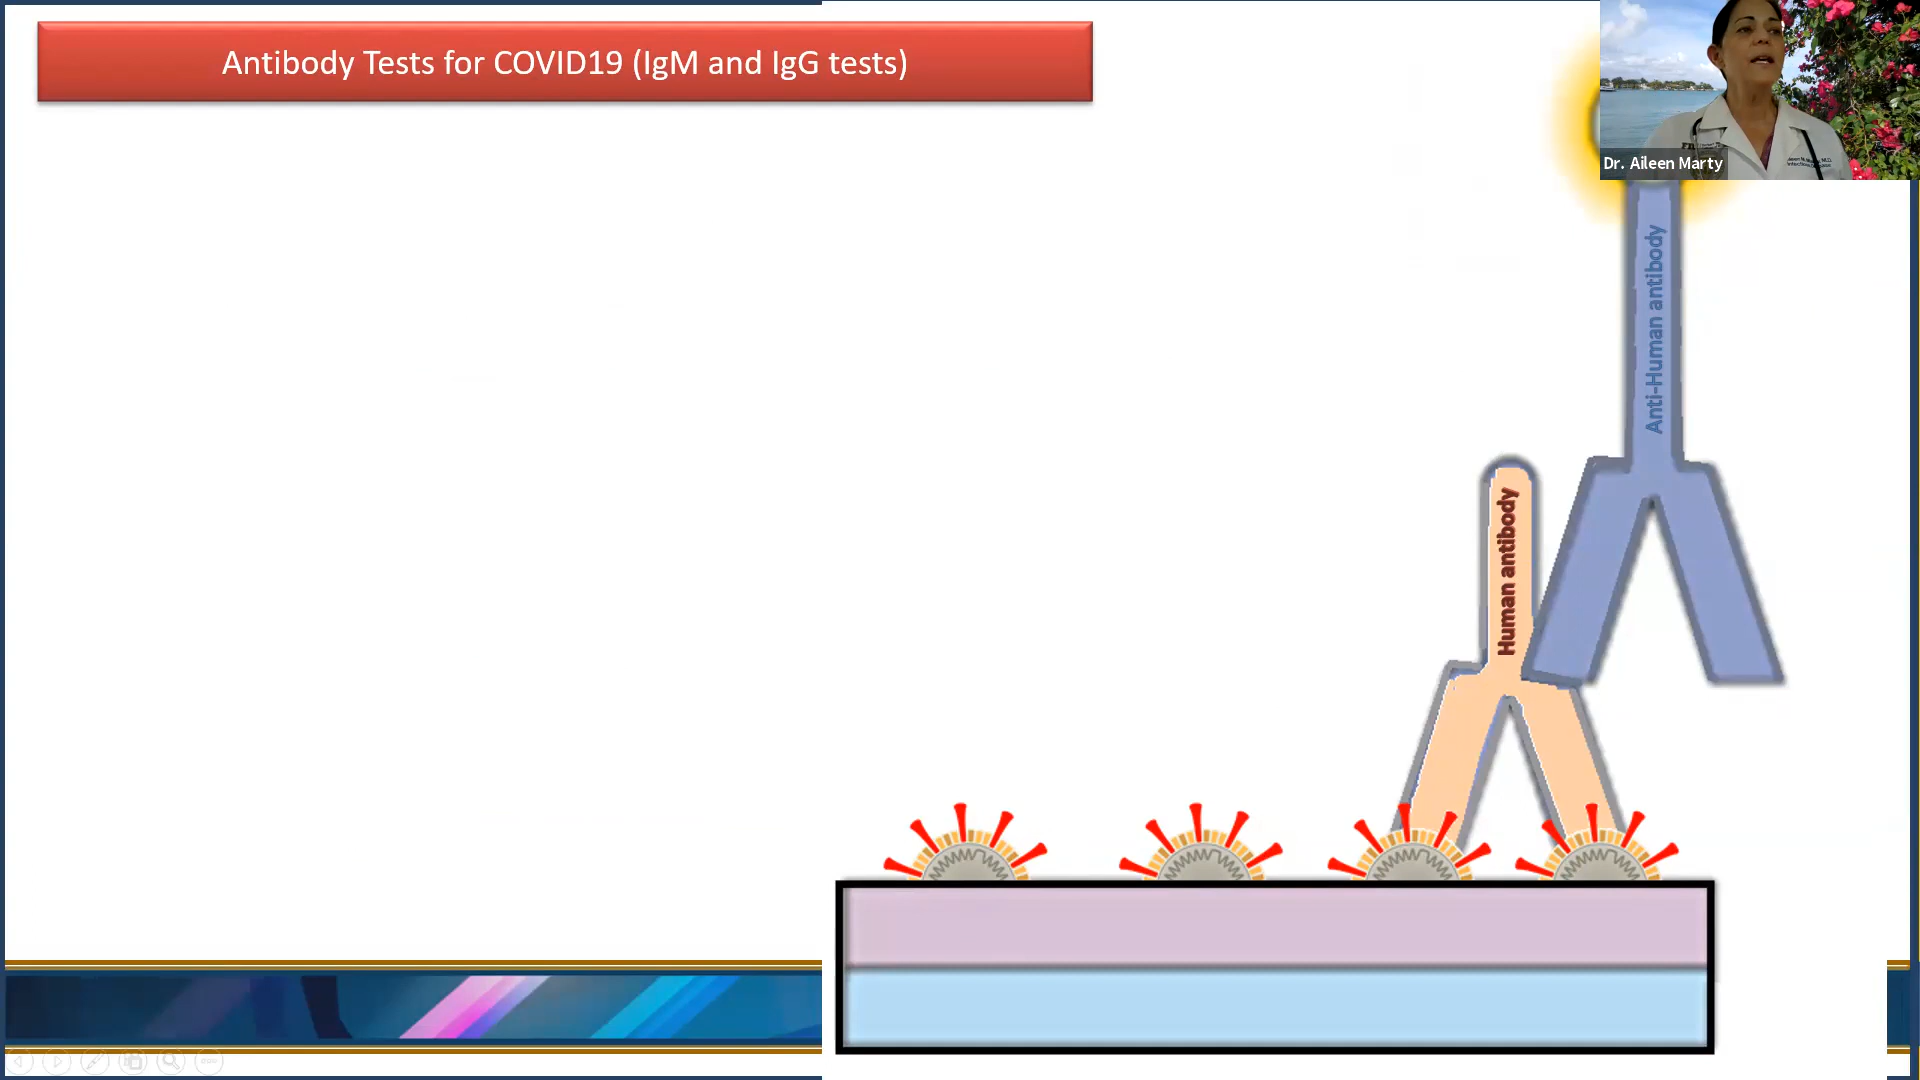 Antibody Tests for COVID19 (IgM and IgG tests)
Dr. Aileen Marty
Anti-Human antibody
Human antibody